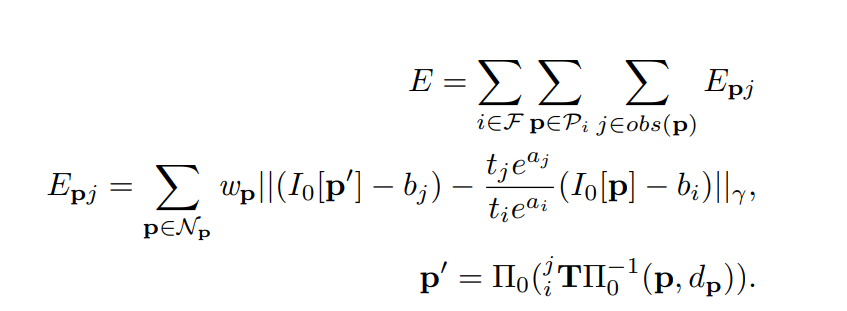 E = \sum_{i \in \mathcal{F}} \sum_{\mathbf{p} \in \mathcal{P}_i} \sum_{j \in obs(\mathbf{p})} E_{\mathbf{p}j}
E_{\mathbf{p}j} = \sum_{\mathbf{p} \in \mathcal{N}_{\mathbf{p}}} w_{\mathbf{p}} ||(I_0[\mathbf{p}'] - b_j) - \frac{t_j e^{a_j}}{t_i e^{a_i}} (I_0[\mathbf{p}] - b_i)||_\gamma,
\mathbf{p}' = \Pi_0({}^j_i\mathbf{T}\Pi_0^{-1}(\mathbf{p}, d_{\mathbf{p}})).